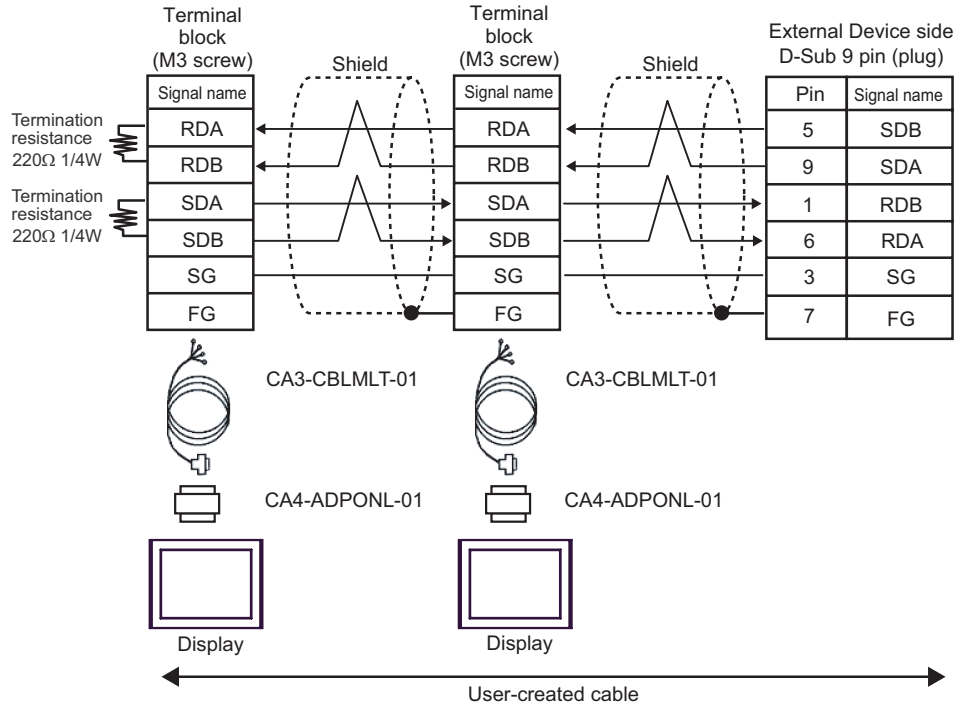 Terminal
block
(M3 screw)
Terminal
block
(M3 screw)
External Device side
D-Sub 9 pin (plug)
Shield
Shield
Signal name
Signal name
Pin Signal name
Termination
resistance
220Ω 1/4W
RDA
RDA
5 SDB
RDB
RDB
9 SDA
Termination
resistance
220Ω 1/4W
SDA
SDA
1 RDB
SDB
SDB
6 RDA
SG
SG
3 SG
FG
FG
7 FG
CA3-CBLMLT-01
CA3-CBLMLT-01
CA4-ADPONL-01
CA4-ADPONL-01
Display
Display
User-created cable